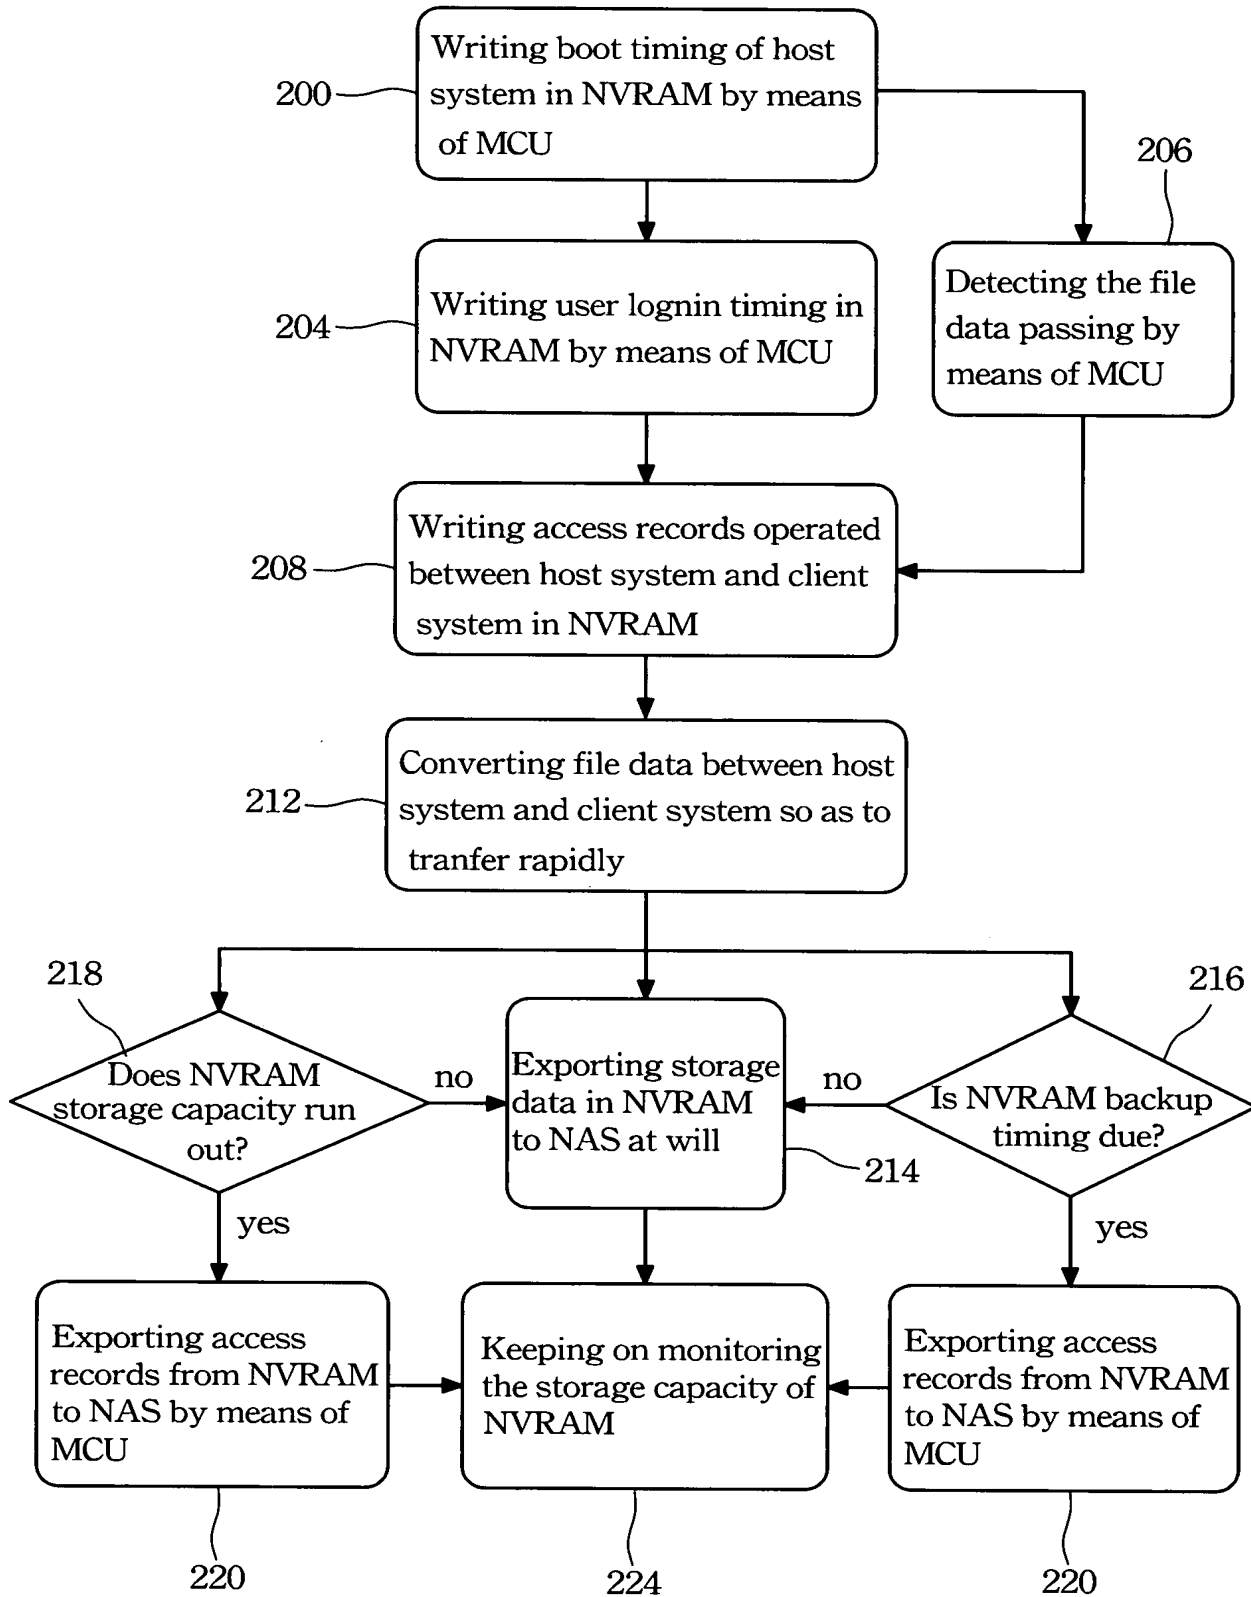 Writing boot timing of host
system in NVRAM by means
of MCU
200
206
Writing user lognin timing in
NVRAM by means of MCU
204
Detecting the file
data passing by
means of MCU
Writing access records operated
between host system and client
system in NVRAM
208
Converting file data between host
system and client system so as to
tranfer rapidly
212
218
216
Does NVRAM
storage capacity run
out?
no
Exporting storage
data in NVRAM
to NAS at will
no
Is NVRAM backup
timing due?
214
yes
yes
Exporting access
records from NVRAM
to NAS by means of
MCU
Keeping on monitoring
the storage capacity of
NVRAM
Exporting access
records from NVRAM
to NAS by means of
MCU
220
224
220